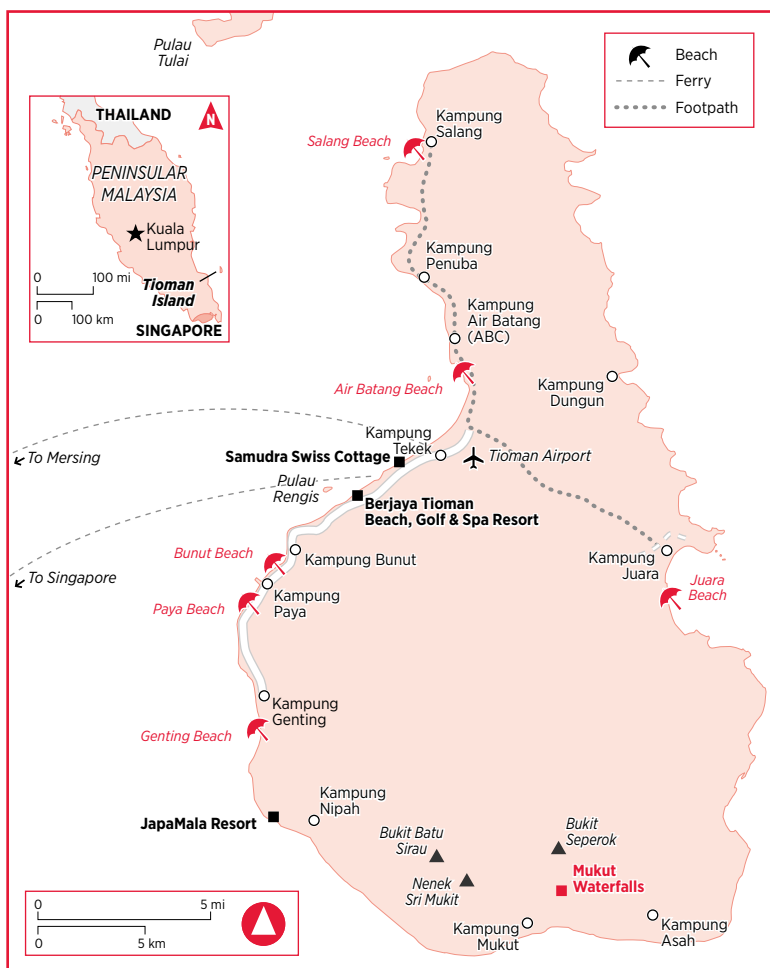 Pulau
Tulai
Beach
Ferry
Footpath
THAILAND
N
PENINSULAR
MALAYSIA
Kuala
Lumpur
0 100 mi
0 100 km
Tioman
Island
SINGAPORE
Salang Beach
Kampung
Salang
Kampung
Penuba
Kampung
Air Batang
(ABC)
Air Batang Beach
Kampung
Dungun
Kampung
Tekek
To Mersing
Samudra Swiss Cottage
Tioman Airport
Pulau
Rengis
Berjaya Tioman
Beach, Golf & Spa Resort
Bunut Beach
Kampung Bunut
Kampung
Juara
To Singapore
Kampung
Paya
Paya Beach
Juara
Beach
Kampung
Genting
Genting Beach
Kampung
Nipah
JapaMala Resort
Bukit Batu
Sirau
Bukit
Seperok
Nenek
Sri Mukit
Mukut
Waterfalls
Kampung
Mukut
Kampung
Asah
0 5 mi
0 5 km